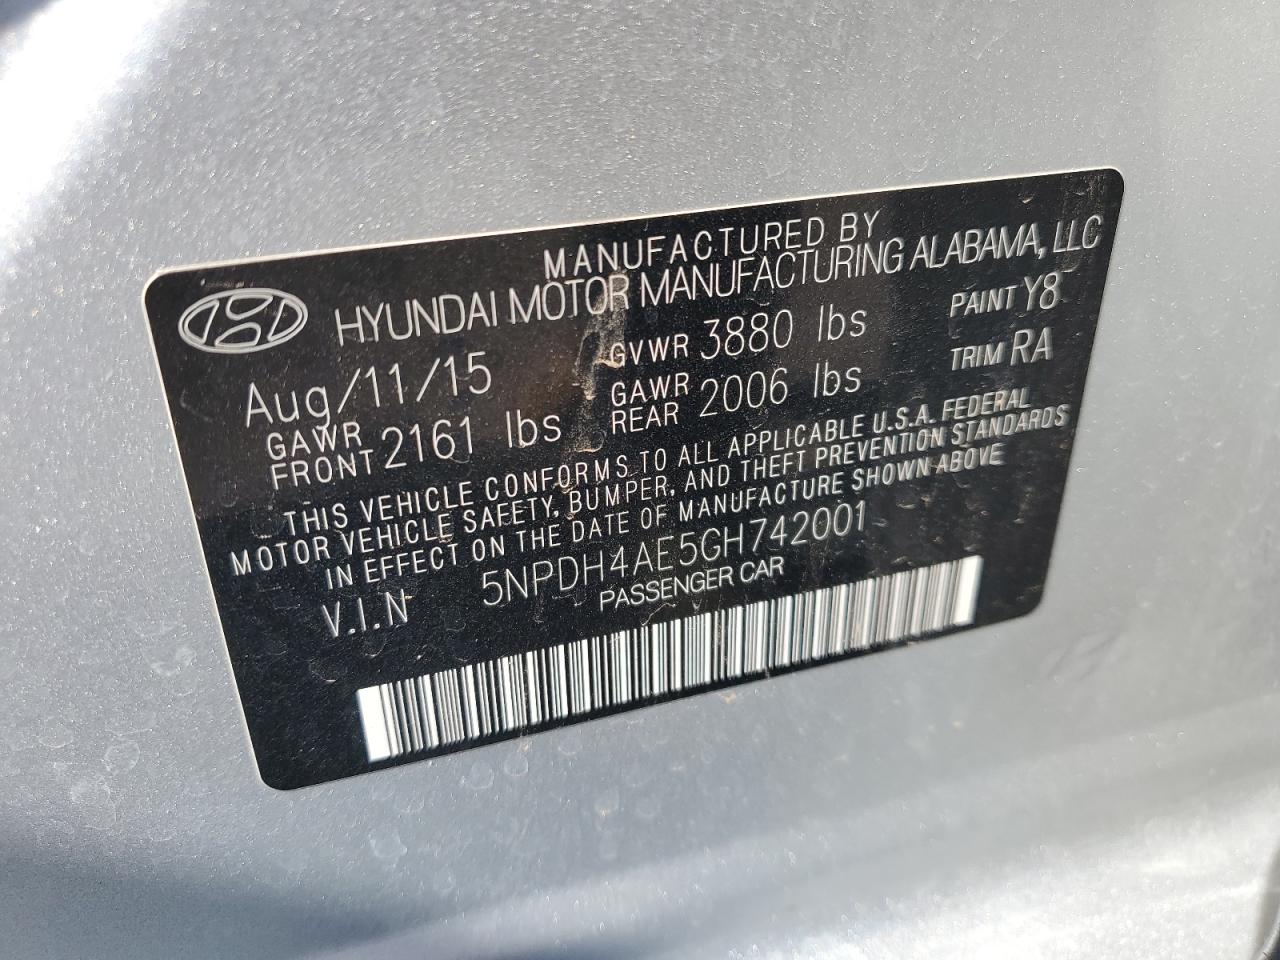 MANUFACTURED BY
HYUNDAI MOTOR MANUFACTURING ALABAMA, LLC
Aug/11/15 GVWR 3880 lbs PAINT Y8
GAWR FRONT 2161 lbs GAWR REAR 2006 lbs TRIM RA
THIS VEHICLE CONFORMS TO ALL APPLICABLE U.S.A. FEDERAL
MOTOR VEHICLE SAFETY, BUMPER, AND THEFT PREVENTION STANDARDS
IN EFFECT ON THE DATE OF MANUFACTURE SHOWN ABOVE
V.I.N 5NPDH4AE5GH742001
PASSENGER CAR